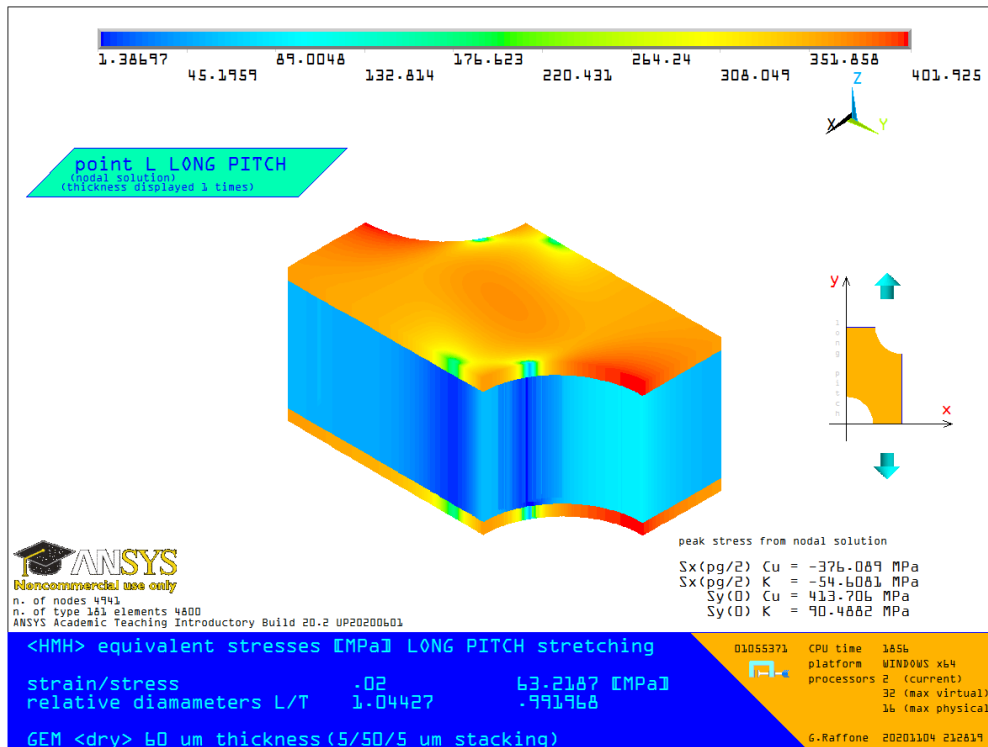 1.38697 89.0048 176.623 264.24 351.858
45.1959 132.814 220.431 308.049 401.925
Z
X Y
point L LONG PITCH
(nodal solution)
(thickness displayed 1 times)
y
long pitch
x
peak stress from nodal solution
Sx(pg/2) Cu = -376.089 MPa
Sx(pg/2) K = -54.6081 MPa
Sy(0) Cu = 413.706 MPa
Sy(0) K = 90.4882 MPa
ANSYS
Noncommercial use only
n. of nodes 4941
n. of type 181 elements 4800
ANSYS Academic Teaching Introductory Build 20.2 UP20200601
<HMH> equivalent stresses [MPa] LONG PITCH stretching
strain/stress .02 63.2187 [MPa]
relative diamameters L/T 1.04427 .991968
GEM <dry> 60 um thickness (5/50/5 um stacking)
01055371 CPU time 1856
platform WINDOWS x64
processors 2 (current)
32 (max virtual)
16 (max physical
G.Raffone 20201104 212819